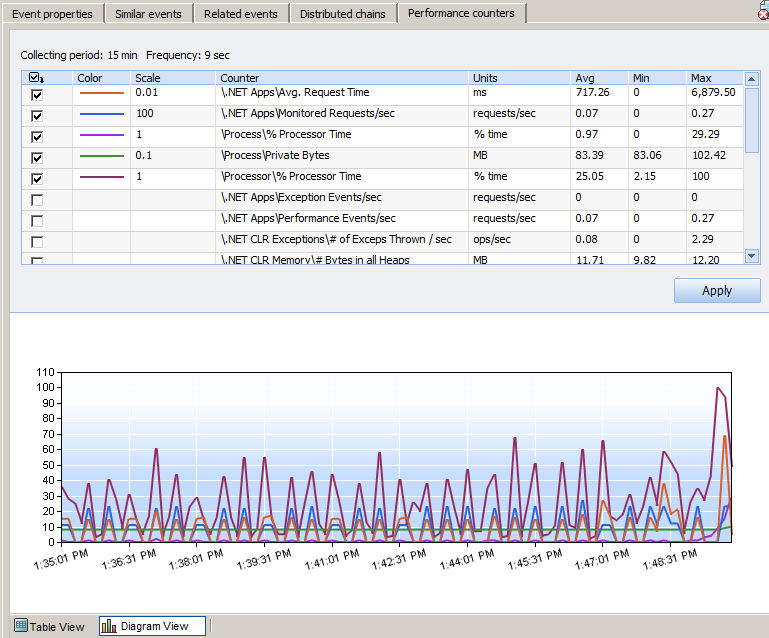 Event properties Similar events Related events Distributed chains Performance counters
Collecting period: 15 min Frequency: 9 sec
Color Scale Counter Units Avg Min Max
0.01 \.NET Apps\Avg. Request Time ms 717.26 0 6,879.50
100 \.NET Apps\Monitored Requests/sec requests/sec 0.07 0 0.27
1 \Process\% Processor Time % time 0.97 0 29.29
0.1 \Process\Private Bytes MB 83.39 83.06 102.42
1 \Processor\% Processor Time % time 25.05 2.15 100
\.NET Apps\Exception Events/sec requests/sec 0 0 0
\.NET Apps\Performance Events/sec requests/sec 0.07 0 0.27
\.NET CLR Exceptions\# of Exceps Thrown / sec ops/sec 0.08 0 2.29
\.NET CLR Memory\# Bytes in all Heaps MB 11.71 9.82 12.20
Apply
110
100
90
80
70
60
50
40
30
20
10
0
1:35:01 PM 1:36:31 PM 1:38:01 PM 1:39:31 PM 1:41:01 PM 1:42:31 PM 1:44:01 PM 1:45:31 PM 1:47:01 PM 1:48:31 PM
Table View Diagram View